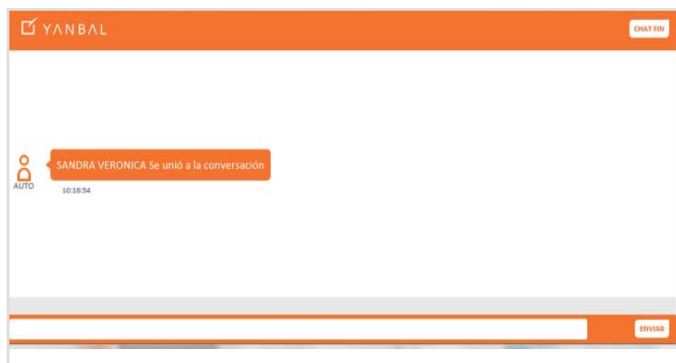 YANBAL
CHAT FIN
SANDRA VERONICA Se unió a la conversación
AUTO
10:16:54
ENVIAR